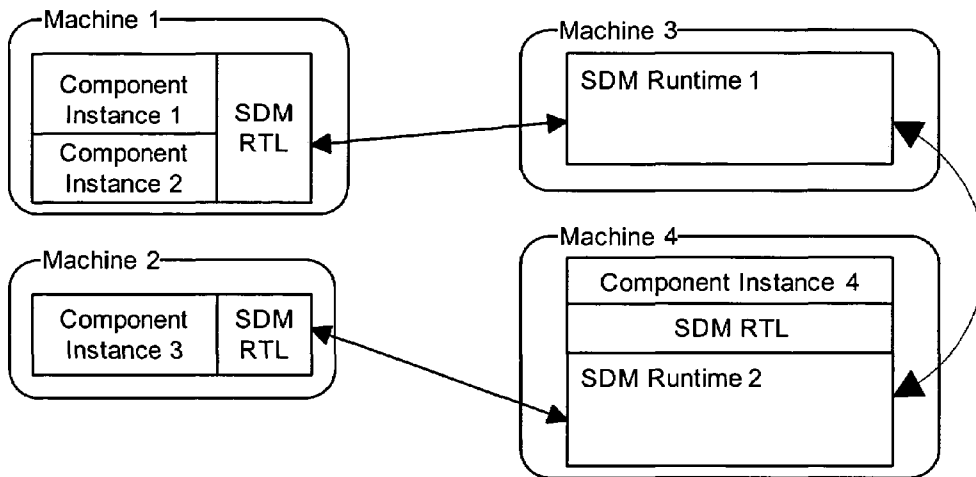 Machine 1
Component
Instance 1
Component
Instance 2
SDM
RTL
Machine 3
SDM Runtime 1
Machine 2
Component
Instance 3
SDM
RTL
Machine 4
Component Instance 4
SDM RTL
SDM Runtime 2